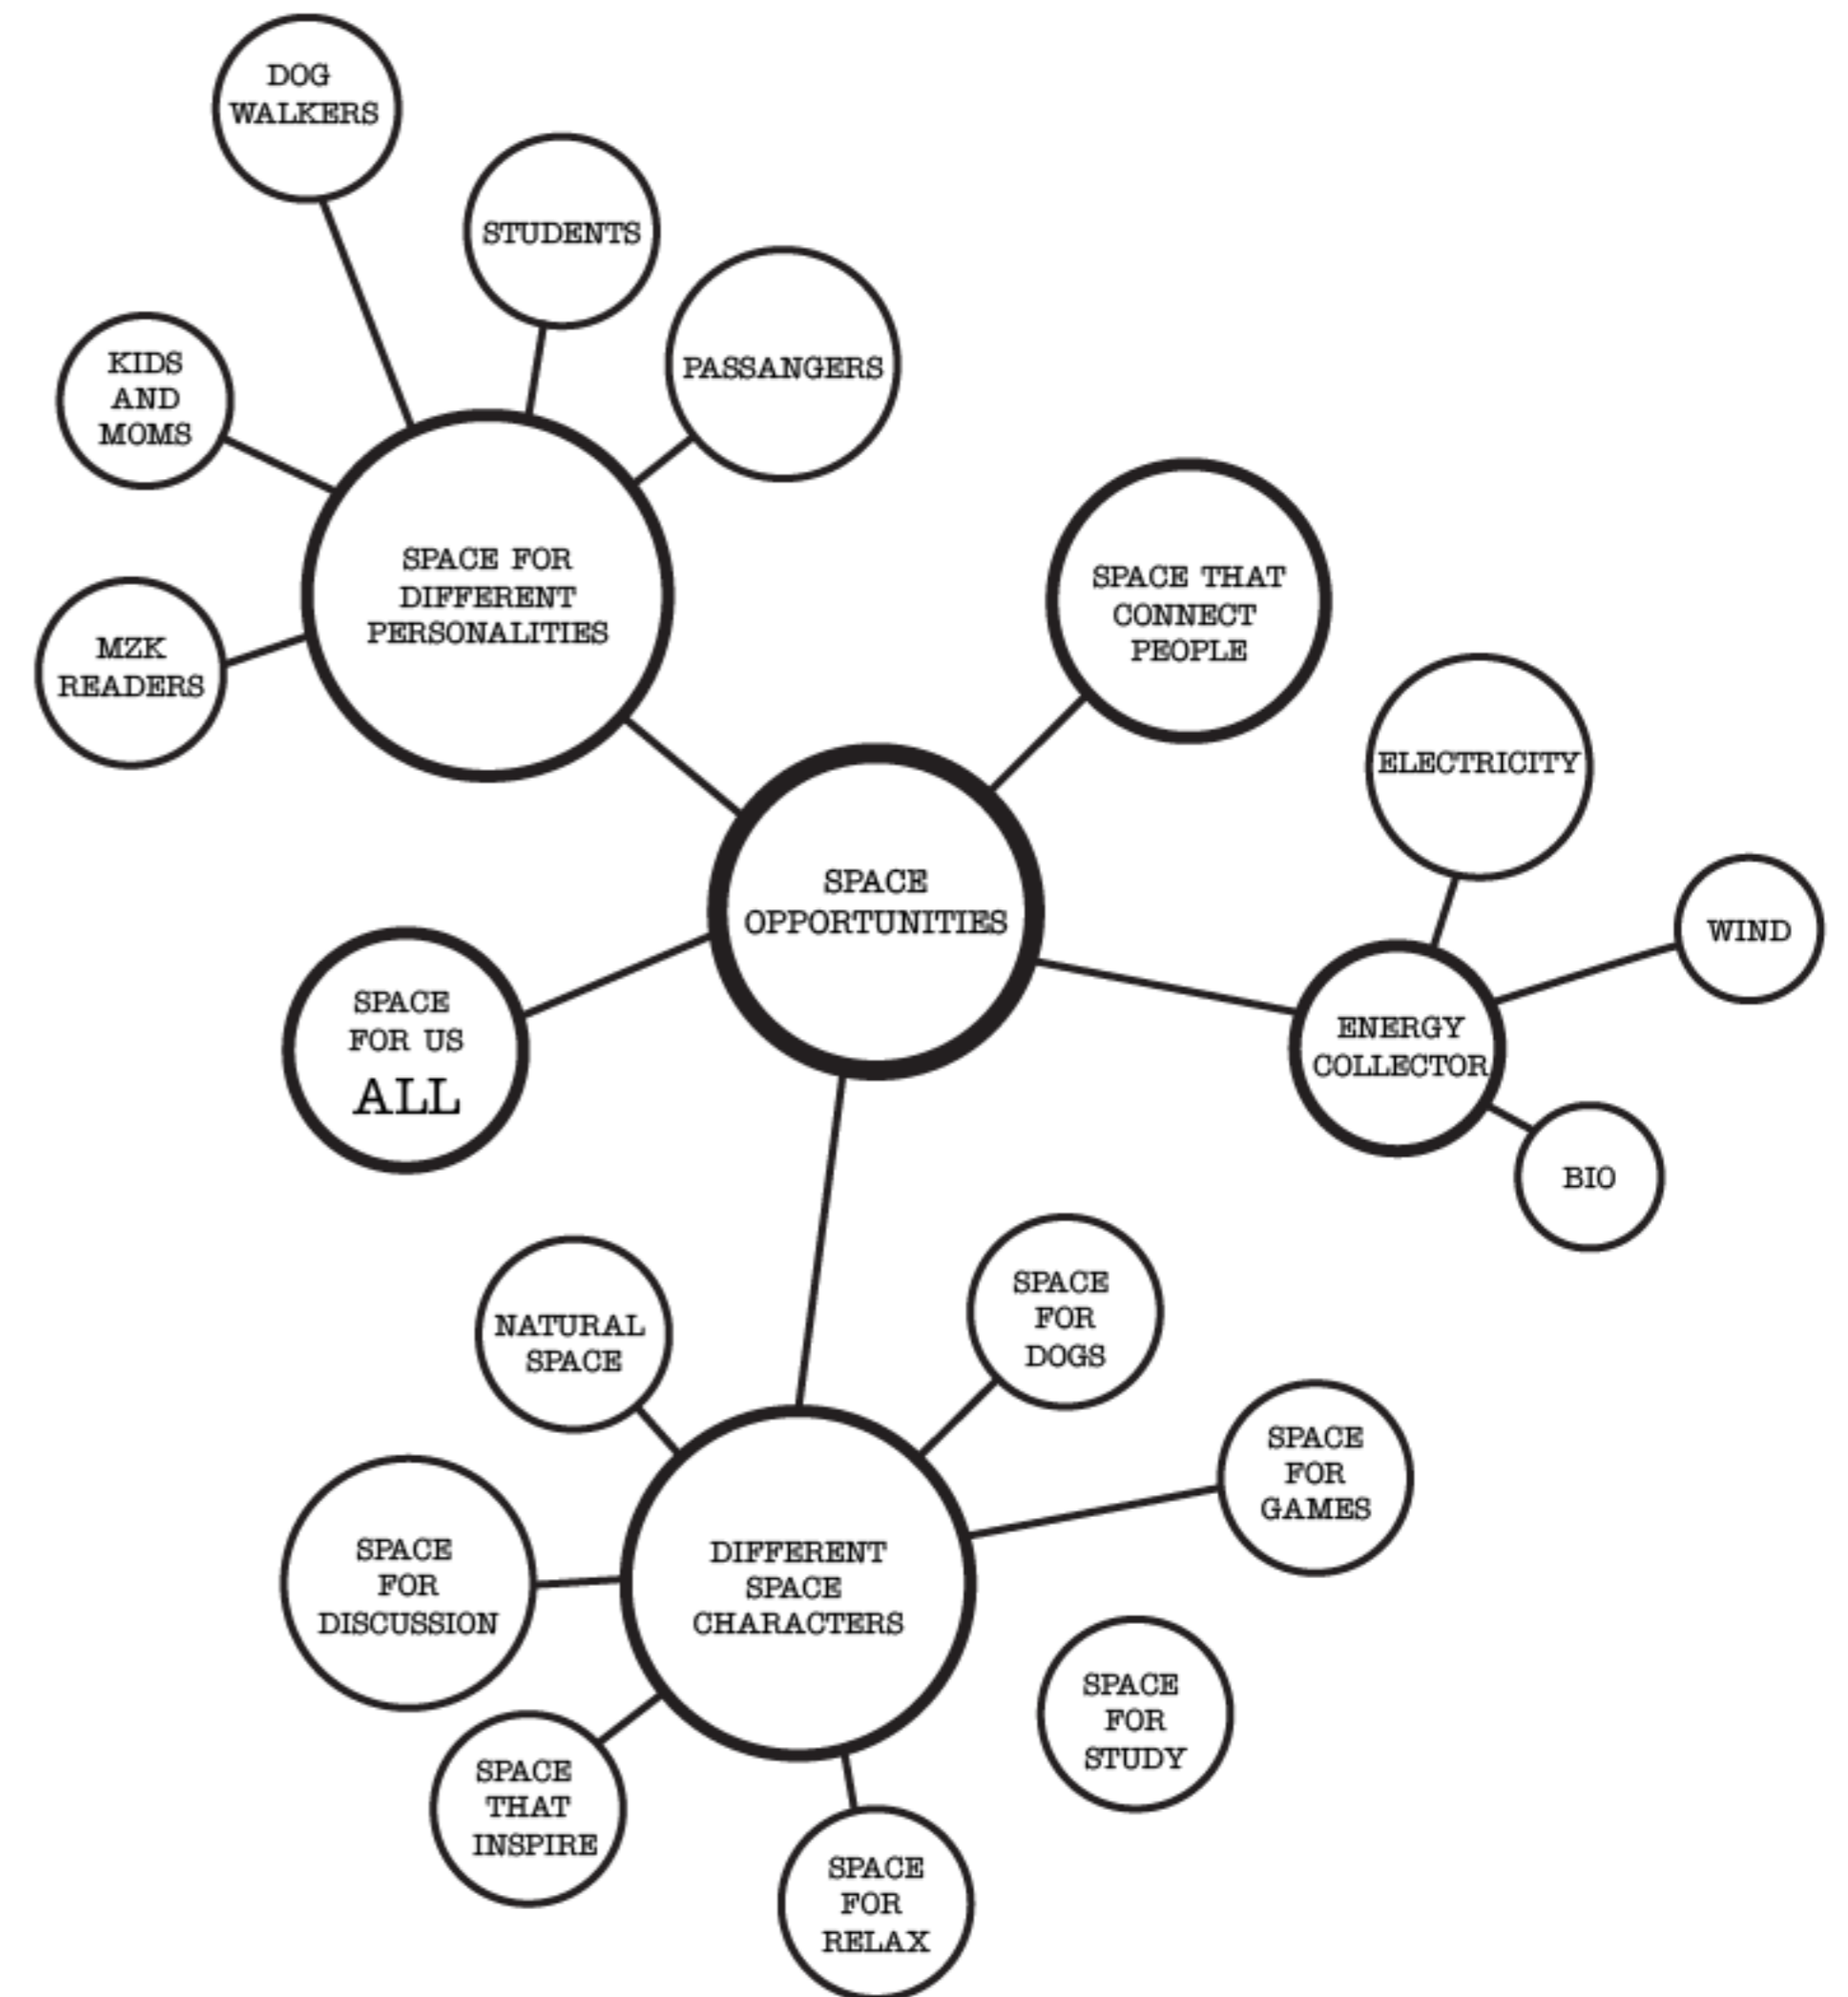 DOG
WALKERS
STUDENTS
PASSANGERS
KIDS
AND
MOMS
SPACE FOR
DIFFERENT
PERSONALITIES
MZK
READERS
SPACE THAT
CONNECT
PEOPLE
ELECTRICITY
SPACE
OPPORTUNITIES
WIND
SPACE
FOR US
ALL
ENERGY
COLLECTOR
BIO
NATURAL
SPACE
SPACE
FOR
DOGS
SPACE
FOR
GAMES
SPACE
FOR
DISCUSSION
DIFFERENT
SPACE
CHARACTERS
SPACE
FOR
STUDY
SPACE
THAT
INSPIRE
SPACE
FOR
RELAX